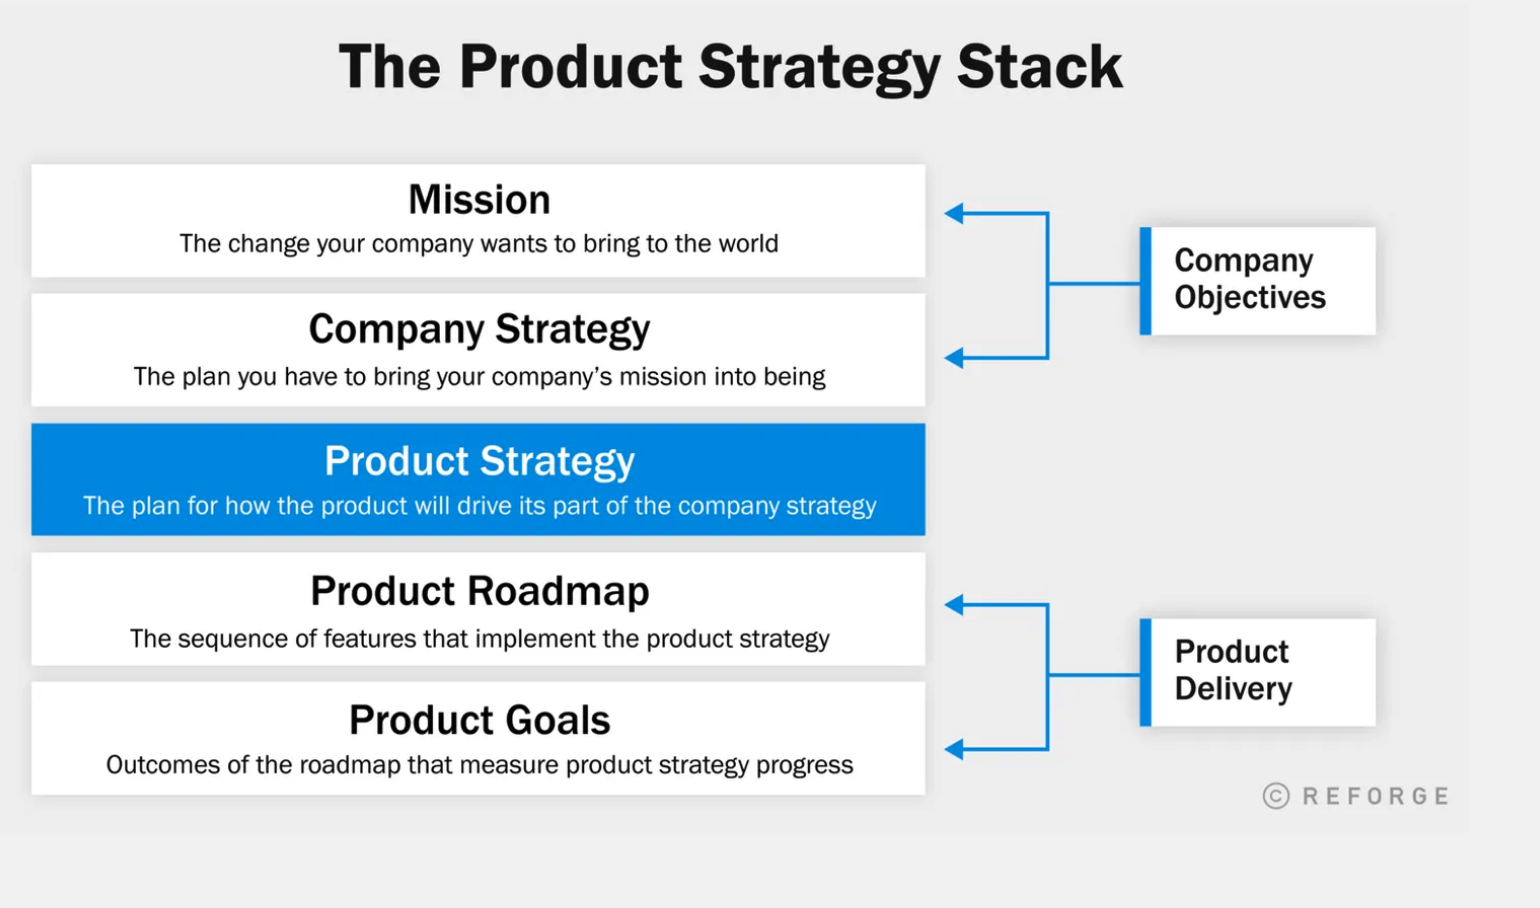 The Product Strategy Stack
Mission
The change your company wants to bring to the world
Company Strategy
The plan you have to bring your company’s mission into being
Product Strategy
The plan for how the product will drive its part of the company strategy
Product Roadmap
The sequence of features that implement the product strategy
Product Goals
Outcomes of the roadmap that measure product strategy progress
Company
Objectives
Product
Delivery
© REFORGE